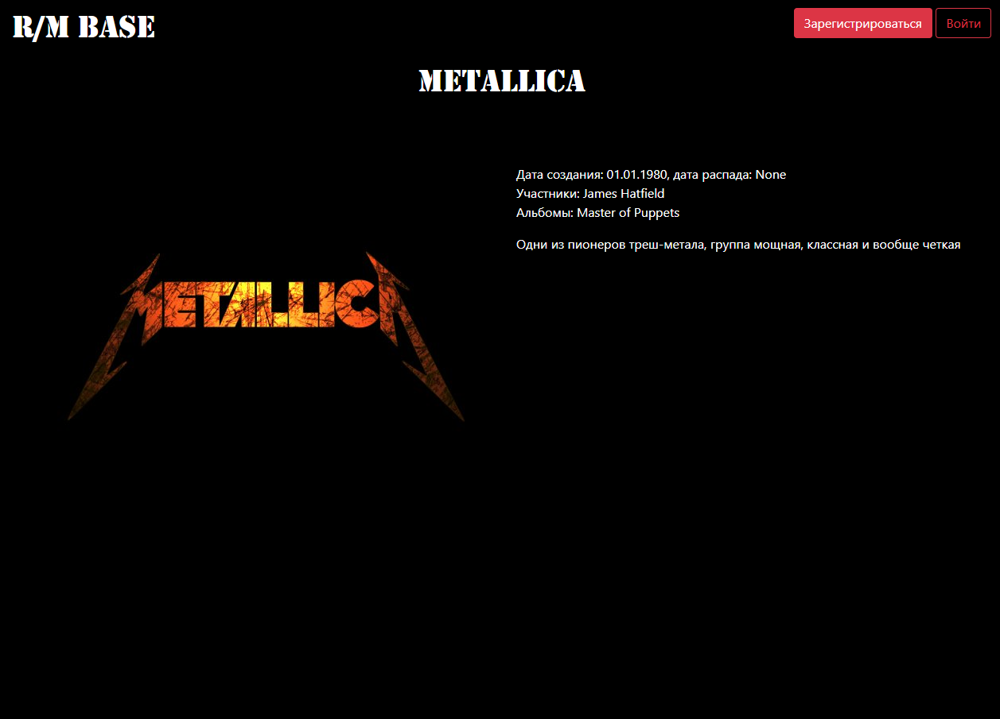 R/M BASE
Зарегистрироваться
Войти
METALLICA
METALLICA
Дата создания: 01.01.1980, дата распада: None
Участники: James Hatfield
Альбомы: Master of Puppets
Одни из пионеров треш-метала, группа мощная, классная и вообще четкая